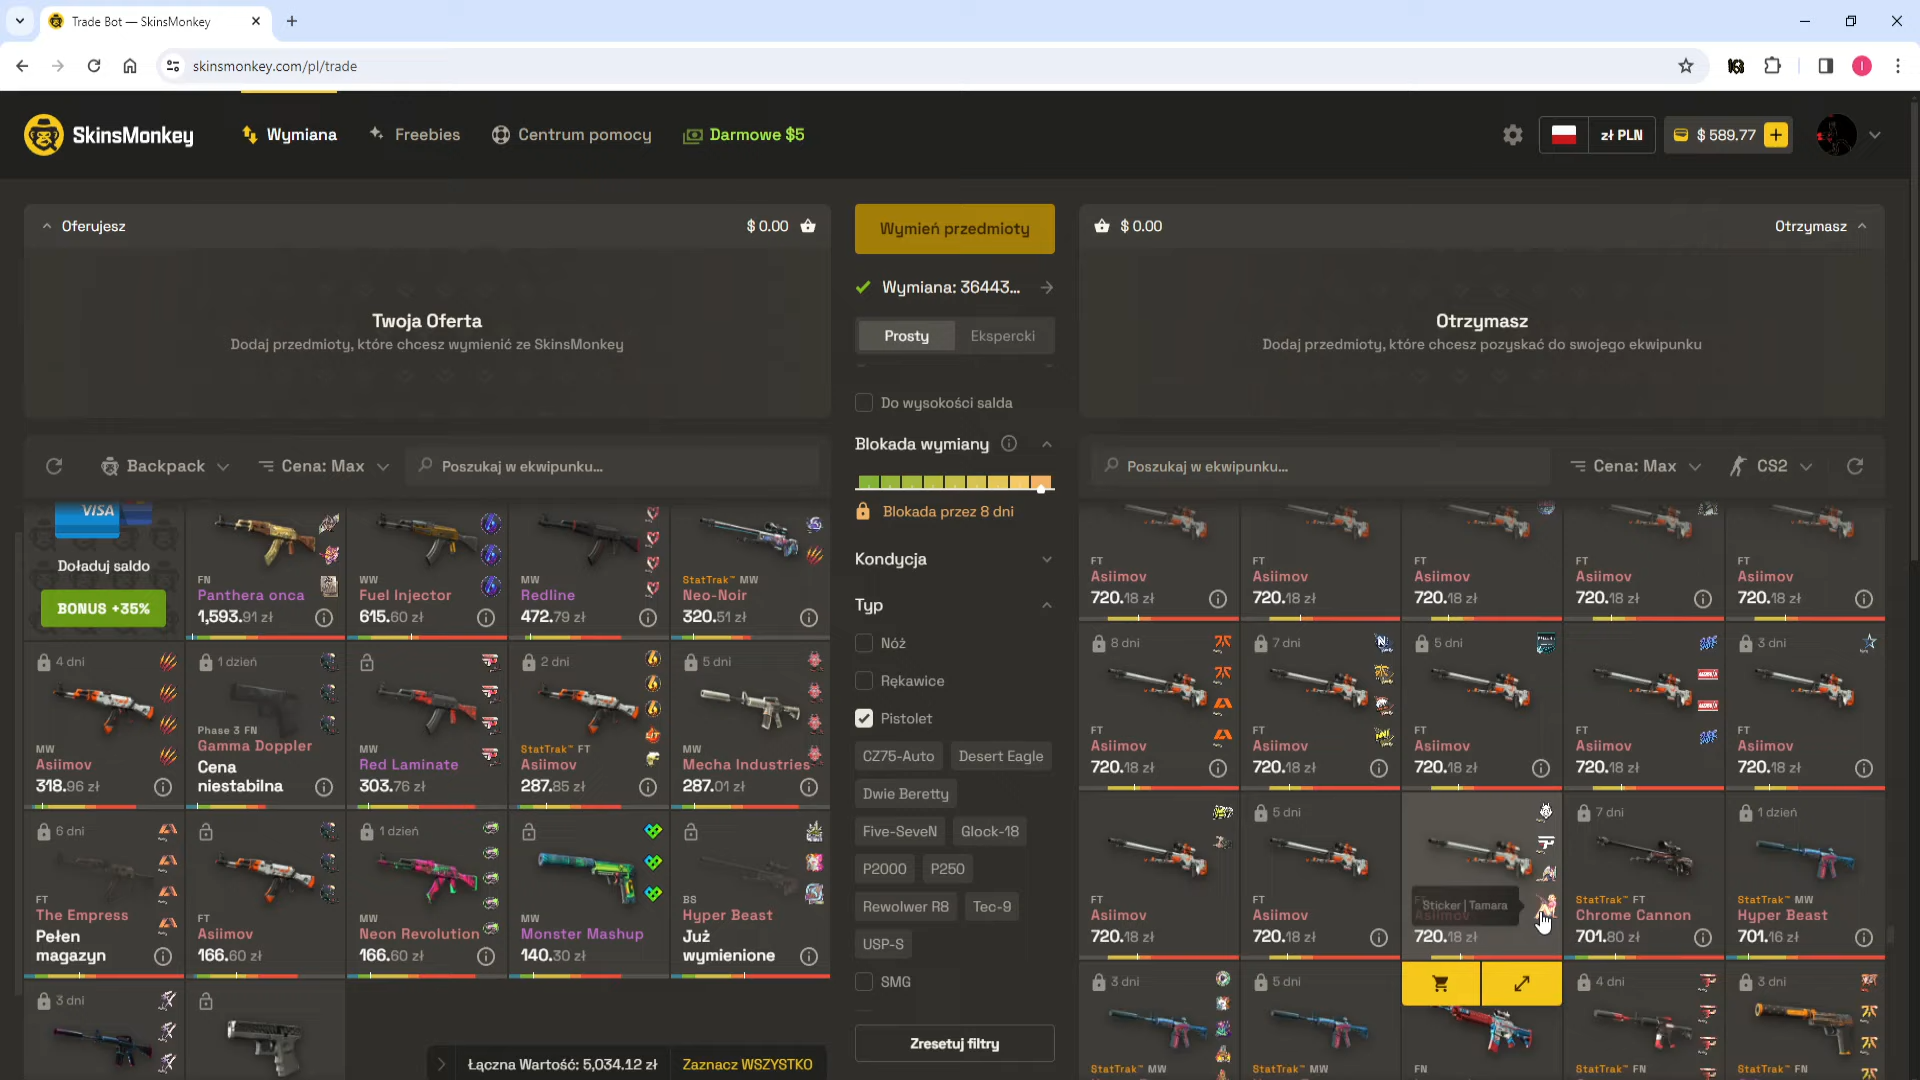 Trade Bot — SkinsMonkey
skinsmonkey.com/pl/trade
SkinsMonkey
Wymiana
Freebies
Centrum pomocy
Darmowe $5
zł PLN
$ 589.77
Oferujesz
$ 0.00
Twoja Oferta
Dodaj przedmioty, które chcesz wymienić ze SkinsMonkey
Wymień przedmioty
Wymiana: 36443...
Prosty
Ekspercki
$ 0.00
Otrzymasz
Otrzymasz
Dodaj przedmioty, które chcesz pozyskać do swojego ekwipunku
Backpack
Cena: Max
Poszukaj w ekwipunku...
VISA
Doładuj saldo
BONUS +35%
FN
Panthera onca
1,593.91 zł
WW
Fuel Injector
615.60 zł
MW
Redline
472.79 zł
StatTrak™ MW
Neo-Noir
320.51 zł
4 dni
MW
Asiimov
318.96 zł
1 dzień
Phase 3 FN
Gamma Doppler
Cena
niestabilna
MW
Red Laminate
303.76 zł
2 dni
StatTrak™ FT
Asiimov
287.85 zł
5 dni
MW
Mecha Industries
287.01 zł
6 dni
FT
The Empress
Pełen
magazyn
FT
Asiimov
166.60 zł
1 dzień
MW
Neon Revolution
166.60 zł
MW
Monster Mashup
140.30 zł
BS
Hyper Beast
Już
wymienione
3 dni
Łączna Wartość: 5,034.12 zł
Zaznacz WSZYSTKO
Do wysokości salda
Blokada wymiany
Blokada przez 8 dni
Kondycja
Typ
Nóż
Rękawice
Pistolet
CZ75-Auto
Desert Eagle
Dwie Beretty
Five-SeveN
Glock-18
P2000
P250
Rewolwer R8
Tec-9
USP-S
SMG
Zresetuj filtry
Poszukaj w ekwipunku...
Cena: Max
CS2
FT
Asiimov
720.18 zł
FT
Asiimov
720.18 zł
FT
Asiimov
720.18 zł
FT
Asiimov
720.18 zł
FT
Asiimov
720.18 zł
8 dni
FT
Asiimov
720.18 zł
7 dni
FT
Asiimov
720.18 zł
5 dni
FT
Asiimov
720.18 zł
FT
Asiimov
720.18 zł
3 dni
FT
Asiimov
720.18 zł
FT
Asiimov
720.18 zł
5 dni
FT
Asiimov
720.18 zł
Sticker | Tamara
720.18 zł
7 dni
StatTrak™ FT
Chrome Cannon
701.80 zł
1 dzień
StatTrak™ MW
Hyper Beast
701.16 zł
3 dni
StatTrak™ MW
5 dni
StatTrak™ MW
FN
4 dni
StatTrak™ FN
3 dni
StatTrak™ FN